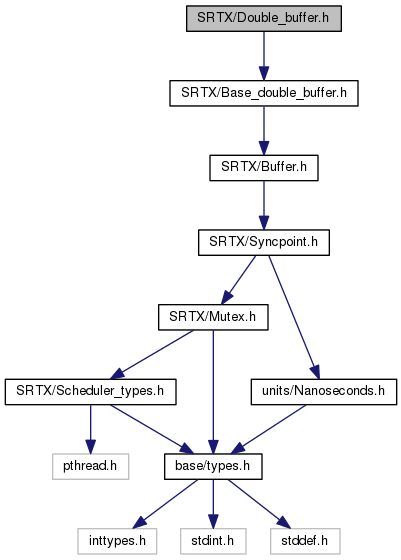 SRTX/Double_buffer.h
SRTX/Base_double_buffer.h
SRTX/Buffer.h
SRTX/Syncpoint.h
SRTX/Mutex.h
SRTX/Scheduler_types.h
units/Nanoseconds.h
pthread.h
base/types.h
inttypes.h
stdint.h
stddef.h